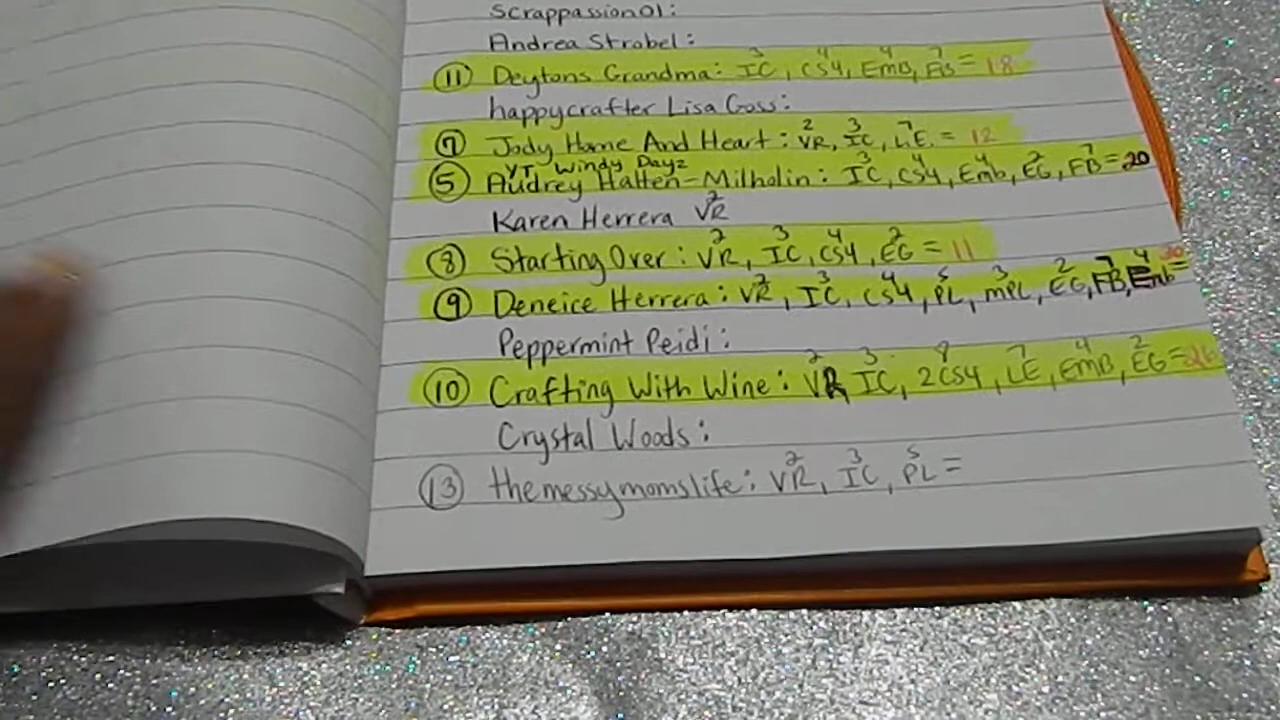 Scrappassion01:
Andrea Strobel:
3 4 4 7
11 Deytons Grandma: IC, CS4, EmB, FB = 18
happycrafter Lisa Goss:
2 3 7
7 Jody Home And Heart: VR, IC, LE. = 12
YT Windy Dayz
3 4 4 2 7
5 Audrey Halten-Milholin: IC, CS4, Emb, EG, FB = 20
2
Karen Herrera VR
2 3 4 2
8 Starting Over: VR, IC, CS4, EG = 11
2 3 4 5 3 2 7 4
9 Deneice Herrera: VR, IC, CS4, PL, mPL, EG, FB, Emb =
Peppermint Peidi:
2 3 8 7 4 2
10 Crafting With Wine: VR, IC, 2CS4, LE, EmB, EG = 26
Crystal Woods:
2 3 5
13 themessymomslife: VR, IC, PL =